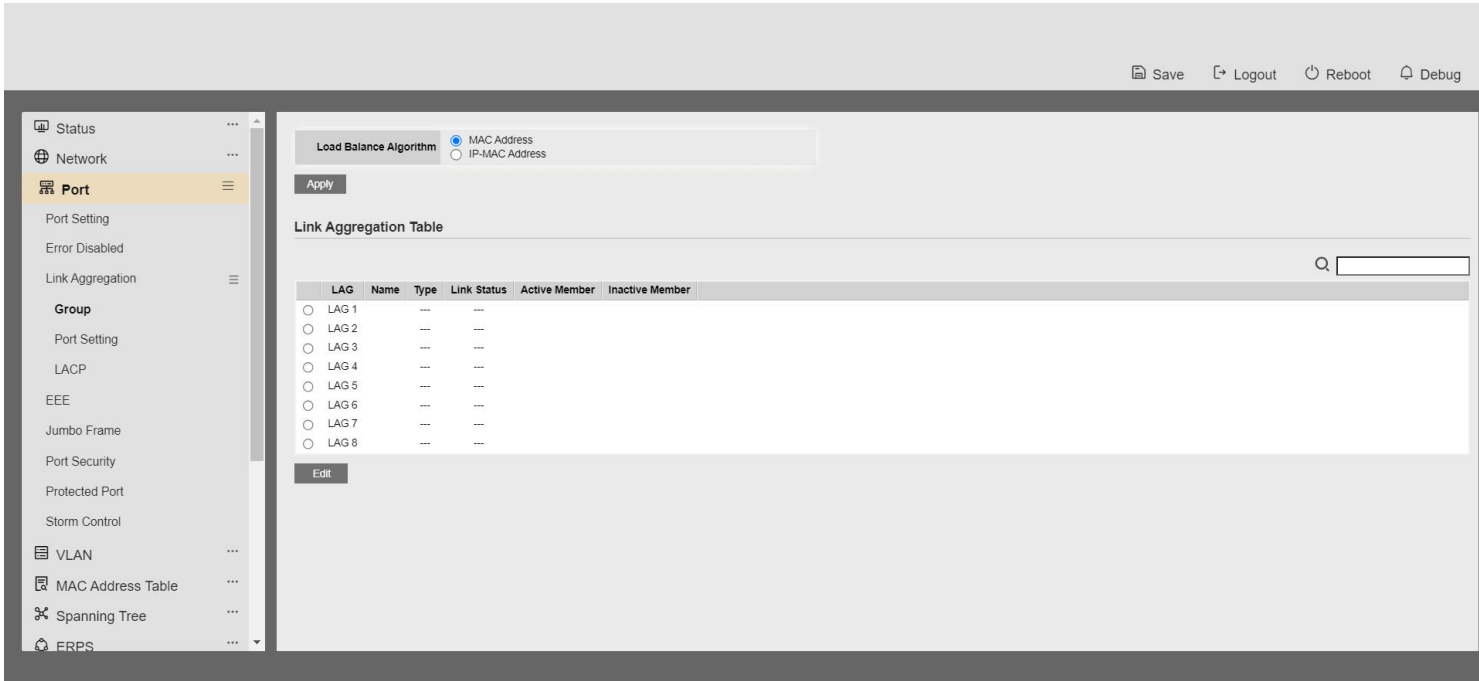 Save Logout Reboot Debug
Status ...
Network ...
Port
Port Setting
Error Disabled
Link Aggregation
Group
Port Setting
LACP
EEE
Jumbo Frame
Port Security
Protected Port
Storm Control
VLAN ...
MAC Address Table ...
Spanning Tree ...
ERPS ...
Load Balance Algorithm
MAC Address
IP-MAC Address
Apply
Link Aggregation Table
LAG Name Type Link Status Active Member Inactive Member
LAG 1 --- ---
LAG 2 --- ---
LAG 3 --- ---
LAG 4 --- ---
LAG 5 --- ---
LAG 6 --- ---
LAG 7 --- ---
LAG 8 --- ---
Edit